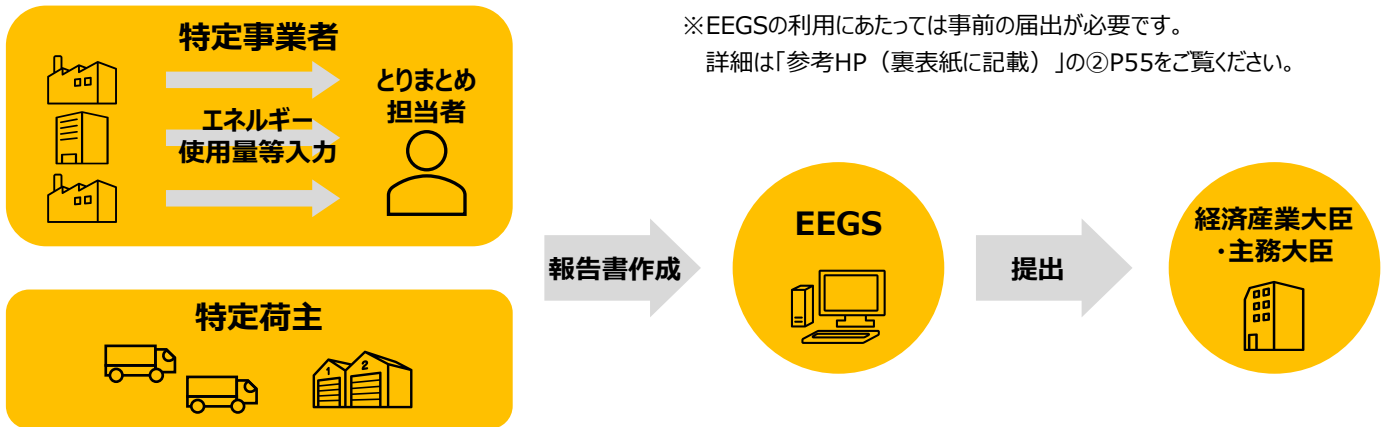 特定事業者
とりまとめ
担当者
エネルギー
使用量等入力
特定荷主
1 2
※EEGSの利用にあたっては事前の届出が必要です。
詳細は「参考HP（裏表紙に記載）」の②P55をご覧ください。
報告書作成
EEGS
提出
経済産業大臣
・主務大臣